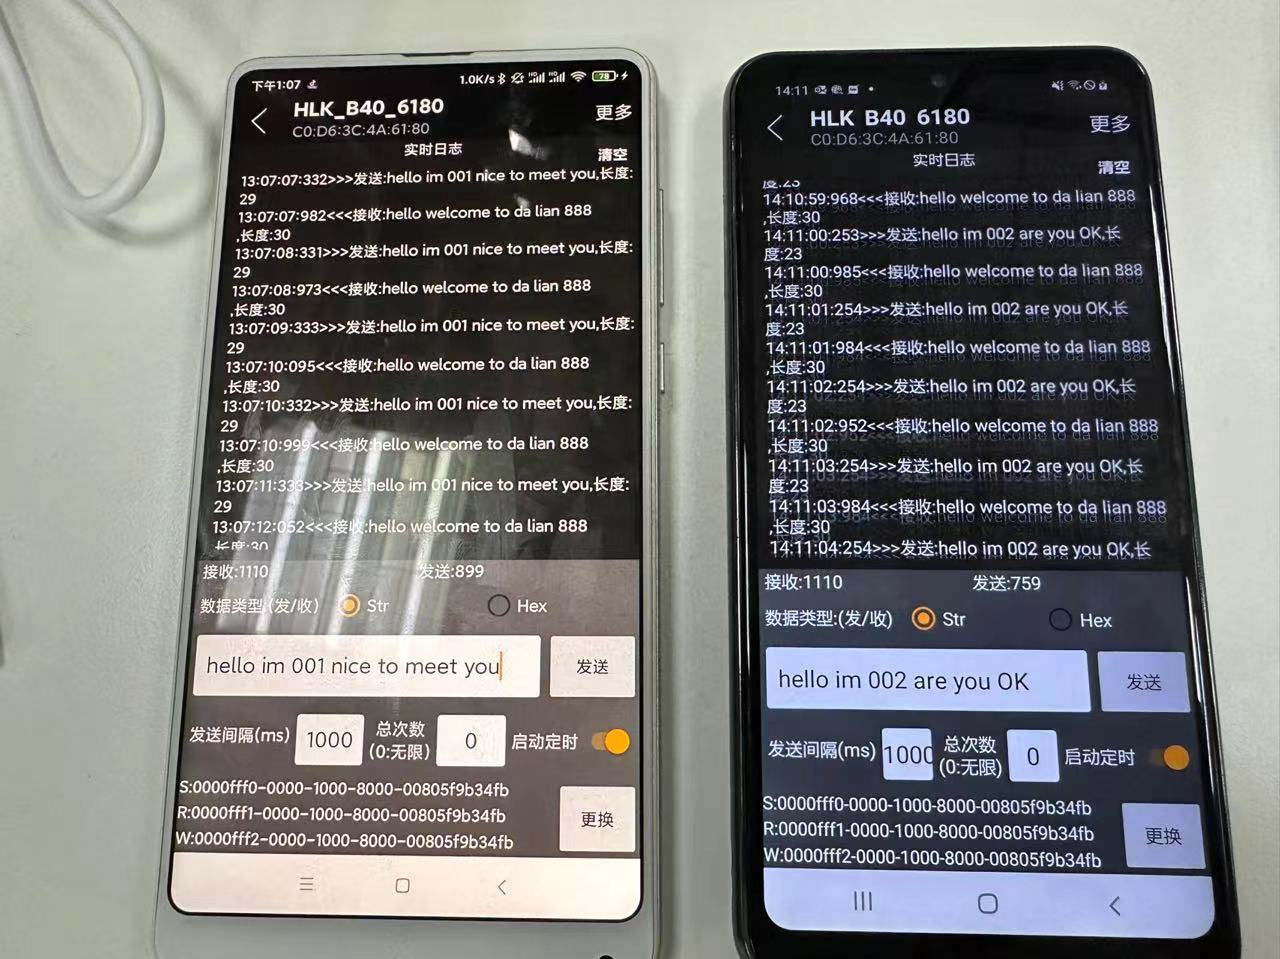 下午1:07
1.0K/s
78
HLK_B40_6180
C0:D6:3C:4A:61:80
更多
实时日志
清空
13:07:07:332>>>发送:hello im 001 nice to meet you,长度:
29
13:07:07:982<<<接收:hello welcome to da lian 888
,长度:30
13:07:08:331>>>发送:hello im 001 nice to meet you,长度:
29
13:07:08:973<<<接收:hello welcome to da lian 888
,长度:30
13:07:09:333>>>发送:hello im 001 nice to meet you,长度:
29
13:07:10:095<<<接收:hello welcome to da lian 888
,长度:30
13:07:10:332>>>发送:hello im 001 nice to meet you,长度:
29
13:07:10:999<<<接收:hello welcome to da lian 888
,长度:30
13:07:11:333>>>发送:hello im 001 nice to meet you,长度:
29
13:07:12:052<<<接收:hello welcome to da lian 888
长度:30
接收:1110 发送:899
数据类型:(发/收) Str Hex
hello im 001 nice to meet you
发送
发送间隔(ms) 1000 总次数
(0:无限) 0 启动定时
S:0000fff0-0000-1000-8000-00805f9b34fb
R:0000fff1-0000-1000-8000-00805f9b34fb
W:0000fff2-0000-1000-8000-00805f9b34fb
更换
14:11
HLK_B40_6180
C0:D6:3C:4A:61:80
更多
实时日志
清空
度:23
14:10:59:968<<<接收:hello welcome to da lian 888
,长度:30
14:11:00:253>>>发送:hello im 002 are you OK,长
度:23
14:11:00:985<<<接收:hello welcome to da lian 888
,长度:30
14:11:01:254>>>发送:hello im 002 are you OK,长
度:23
14:11:01:984<<<接收:hello welcome to da lian 888
,长度:30
14:11:02:254>>>发送:hello im 002 are you OK,长
度:23
14:11:02:952<<<接收:hello welcome to da lian 888
,长度:30
14:11:03:254>>>发送:hello im 002 are you OK,长
度:23
14:11:03:984<<<接收:hello welcome to da lian 888
,长度:30
14:11:04:254>>>发送:hello im 002 are you OK,长
接收:1110 发送:759
数据类型:(发/收) Str Hex
hello im 002 are you OK
发送
发送间隔(ms) 1000 总次数
(0:无限) 0 启动定时
S:0000fff0-0000-1000-8000-00805f9b34fb
R:0000fff1-0000-1000-8000-00805f9b34fb
W:0000fff2-0000-1000-8000-00805f9b34fb
更换